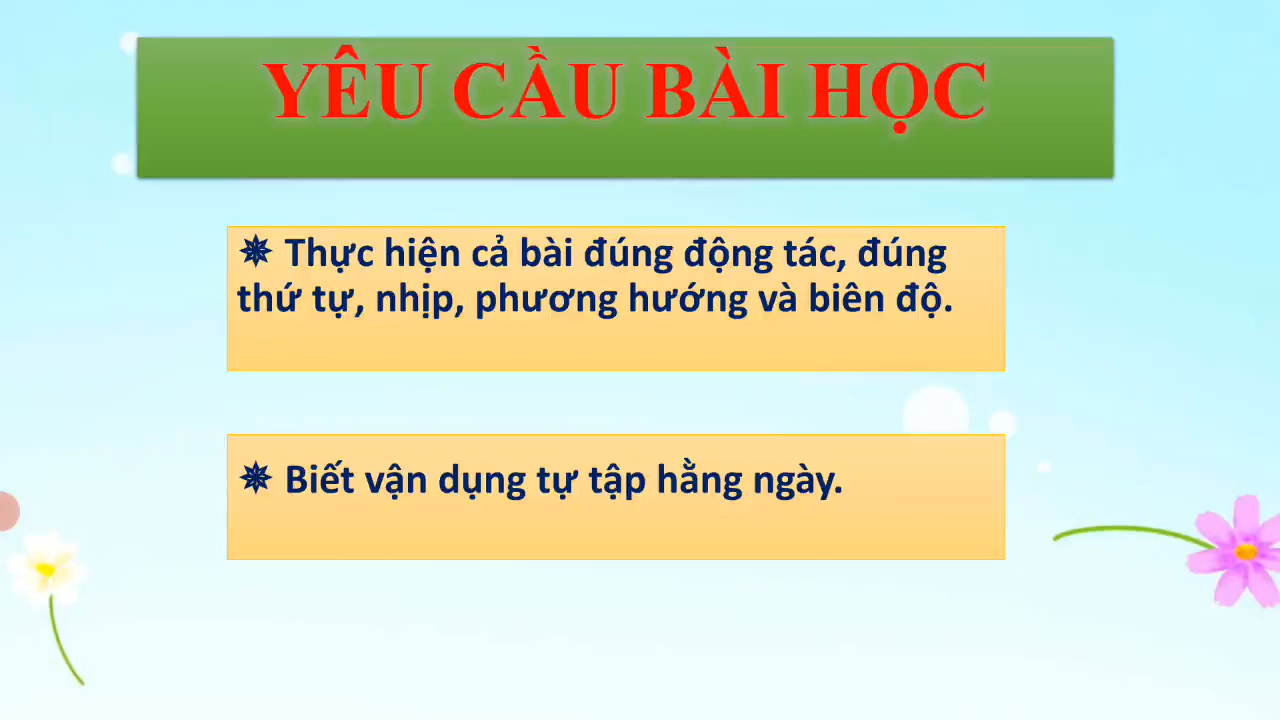 YÊU CẦU BÀI HỌC
✵ Thực hiện cả bài đúng động tác, đúng
thứ tự, nhịp, phương hướng và biên độ.
✵ Biết vận dụng tự tập hằng ngày.